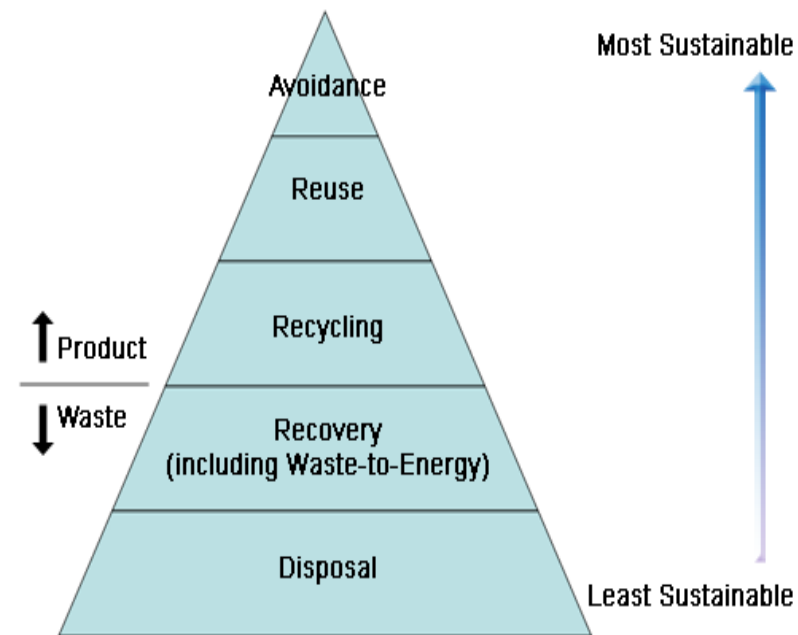 Most Sustainable
Avoidance
Reuse
Recycling
Product
Waste
Recovery
(including Waste-to-Energy)
Disposal
Least Sustainable